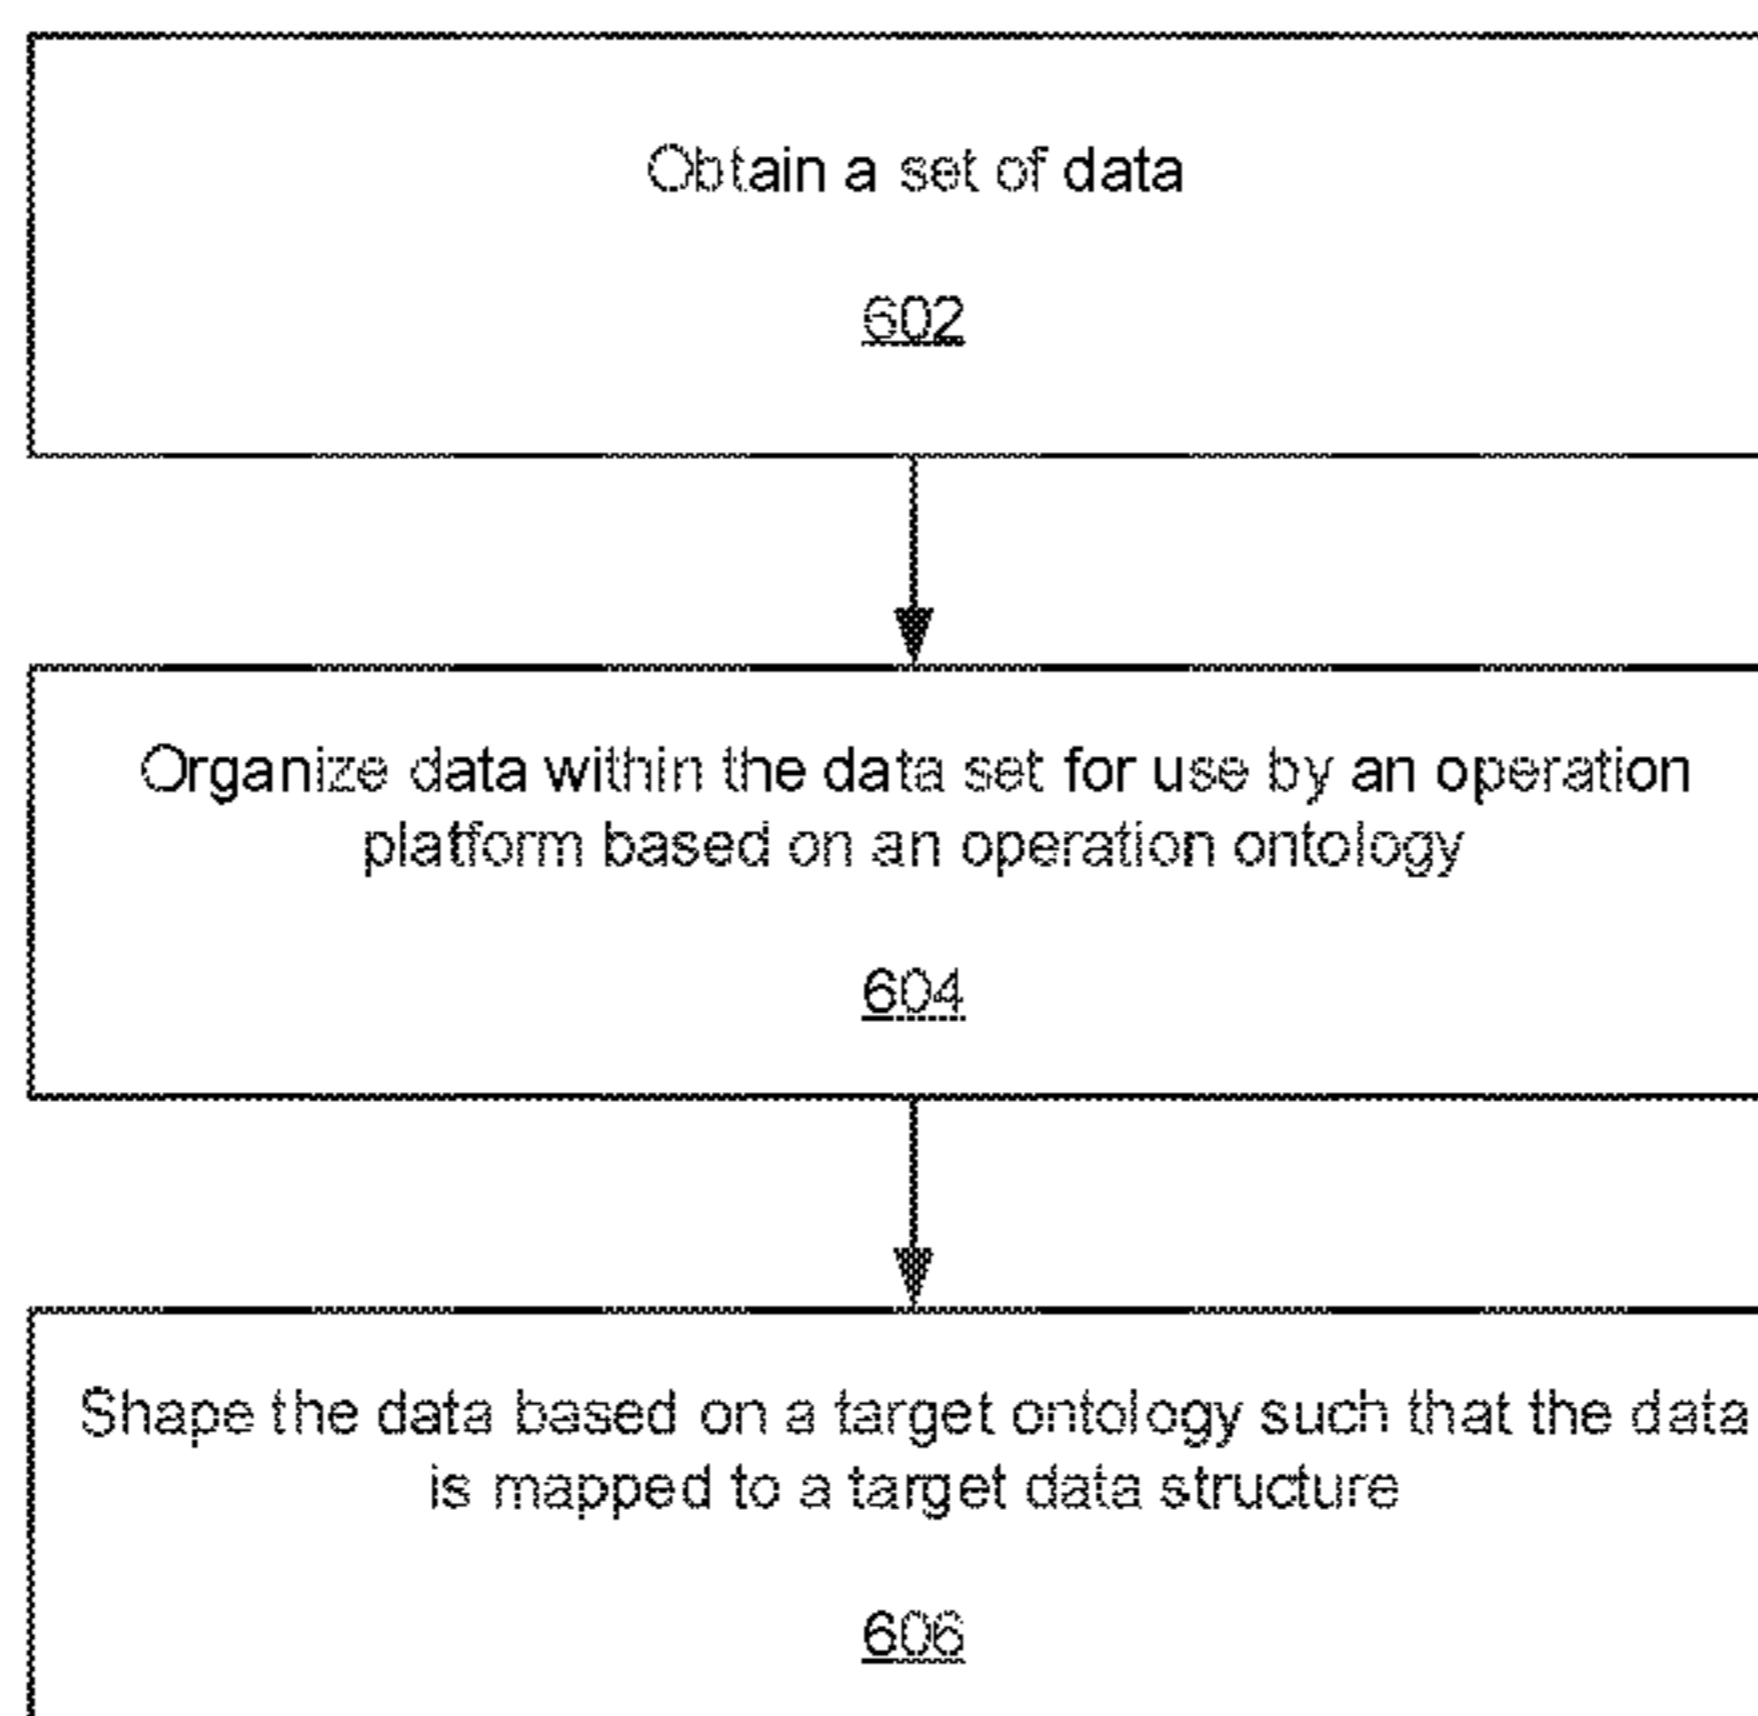 Obtain a set of data
602
Organize data within the data set for use by an operation
platform based on an operation ontology
604
Shape the data based on a target ontology such that the data
is mapped to a target data structure
606